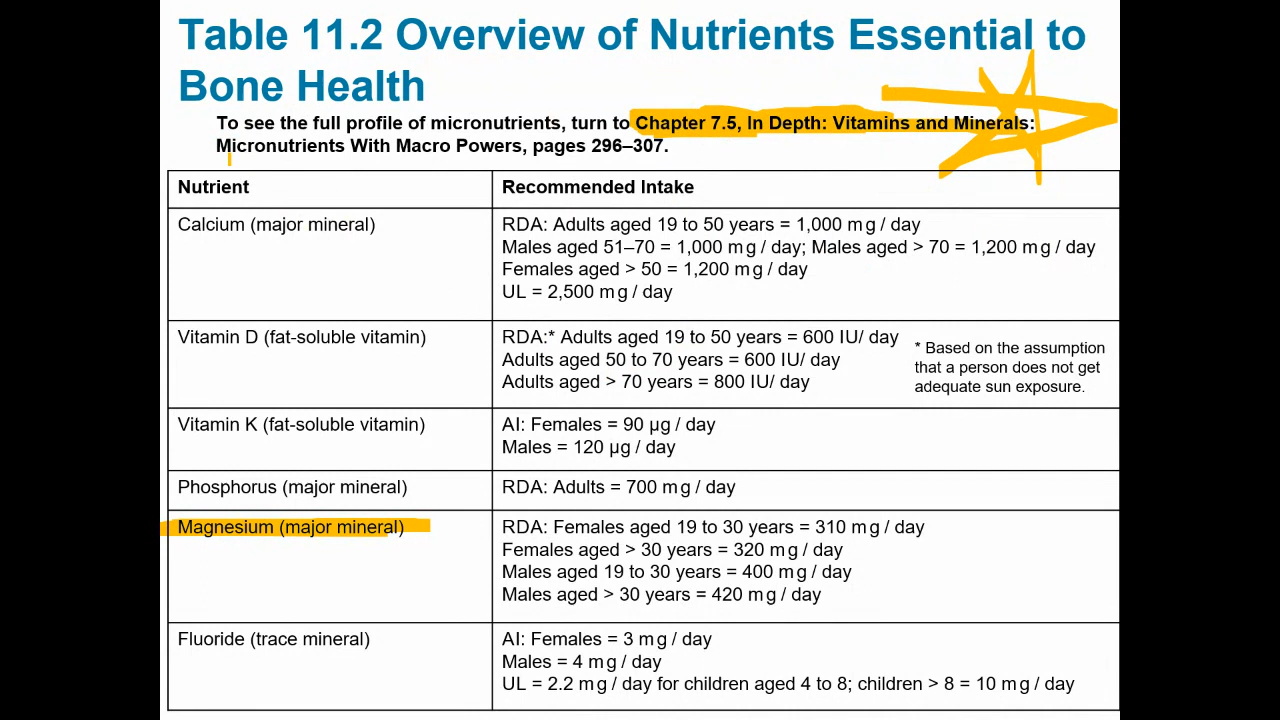 Table 11.2 Overview of Nutrients Essential to
Bone Health
To see the full profile of micronutrients, turn to Chapter 7.5, In Depth: Vitamins and Minerals:
Micronutrients With Macro Powers, pages 296–307.
Nutrient Recommended Intake
Calcium (major mineral) RDA: Adults aged 19 to 50 years = 1,000 mg / day
Males aged 51–70 = 1,000 mg / day; Males aged > 70 = 1,200 mg / day
Females aged > 50 = 1,200 mg / day
UL = 2,500 mg / day
Vitamin D (fat-soluble vitamin) RDA:* Adults aged 19 to 50 years = 600 IU/ day
Adults aged 50 to 70 years = 600 IU/ day
Adults aged > 70 years = 800 IU/ day
* Based on the assumption
that a person does not get
adequate sun exposure.
Vitamin K (fat-soluble vitamin) AI: Females = 90 µg / day
Males = 120 µg / day
Phosphorus (major mineral) RDA: Adults = 700 mg / day
Magnesium (major mineral) RDA: Females aged 19 to 30 years = 310 mg / day
Females aged > 30 years = 320 mg / day
Males aged 19 to 30 years = 400 mg / day
Males aged > 30 years = 420 mg / day
Fluoride (trace mineral) AI: Females = 3 mg / day
Males = 4 mg / day
UL = 2.2 mg / day for children aged 4 to 8; children > 8 = 10 mg / day